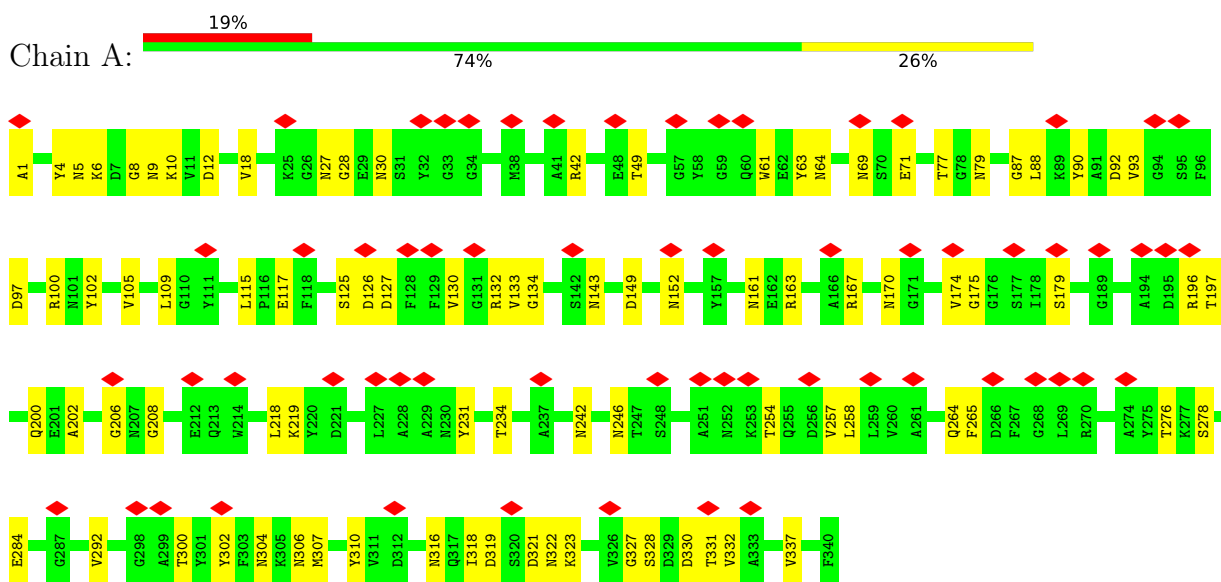 19%
Chain A:
74% 26%
A1 Y4 N5 K6 D7 G8 N9 K10 V11 D12 V18 K25 G26 N27 G28 E29 N30 S31 Y32 G33 G34 M38 A41 R42 E48 T49 G57 Y58 G59 Q60 W61 E62 Y63 N64 N69 S70 E71 T77 G78 N79 G87 L88 K89 Y90 A91 D92 V93 G94 S95 F96
D97 R100 N101 Y102 V105 L109 G110 Y111 L115 P116 E117 F118 S125 D126 D127 F128 F129 V130 G131 R132 V133 G134 S142 N143 D149 N152 Y157 N161 E162 R163 A166 R167 N170 G171 V174 G175 G176 S177 I178 S179 G189 A194 D195 R196 T197
Q200 E201 A202 G206 N207 G208 E212 Q213 W214 L218 K219 Y220 D221 L227 A228 A229 N230 Y231 T234 A237 N242 N246 T247 S248 A251 N252 K253 T254 Q255 D256 V257 L258 L259 V260 A261 Q264 F265 D266 F267 G268 L269 R270 A274 Y275 T276 K277 S278
E284 G287 V292 G298 A299 T300 Y301 Y302 F303 N304 K305 N306 M307 Y310 V311 D312 N316 Q317 I318 D319 S320 D321 N322 K323 V326 G327 S328 D329 D330 T331 V332 A333 V337 F340